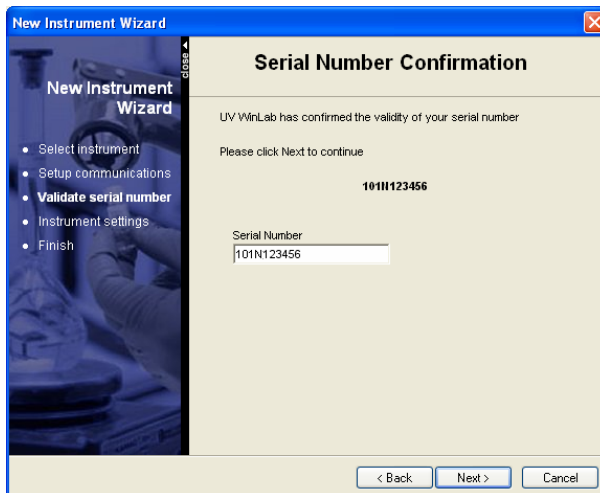 New Instrument Wizard
close
New Instrument
Wizard
Select instrument
Setup communications
Validate serial number
Instrument settings
Finish
Serial Number Confirmation
UV WinLab has confirmed the validity of your serial number
Please click Next to continue
101N123456
Serial Number
101N123456
< Back
Next >
Cancel